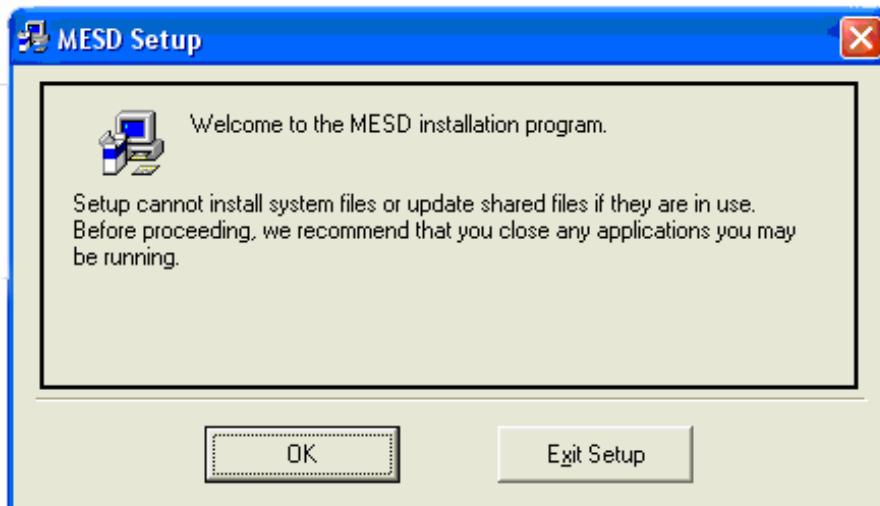 MESD Setup
Welcome to the MESD installation program.
Setup cannot install system files or update shared files if they are in use.
Before proceeding, we recommend that you close any applications you may
be running.
OK
Exit Setup